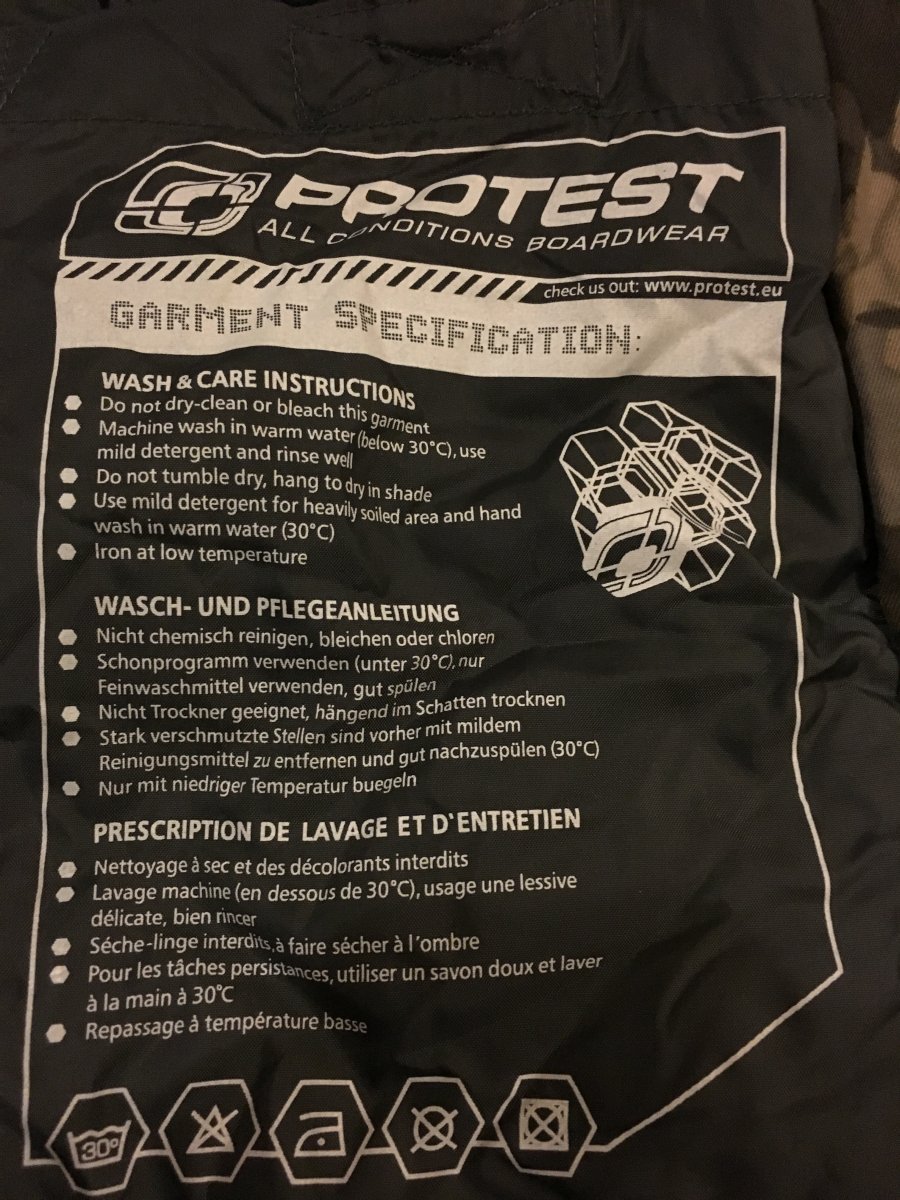 PROTEST
ALL CONDITIONS BOARDWEAR
check us out: www.protest.eu
GARMENT SPECIFICATION:
WASH & CARE INSTRUCTIONS
Do not dry-clean or bleach this garment
Machine wash in warm water (below 30°C), use
mild detergent and rinse well
Do not tumble dry, hang to dry in shade
Use mild detergent for heavily soiled area and hand
wash in warm water (30°C)
Iron at low temperature
WASCH- UND PFLEGEANLEITUNG
Nicht chemisch reinigen, bleichen oder chloren
Schonprogramm verwenden (unter 30°C), nur
Feinwaschmittel verwenden, gut spülen
Nicht Trockner geeignet, hängend im Schatten trocknen
Stark verschmutzte Stellen sind vorher mit mildem
Reinigungsmittel zu entfernen und gut nachzuspülen (30°C)
Nur mit niedriger Temperatur buegeln
PRESCRIPTION DE LAVAGE ET D'ENTRETIEN
Nettoyage à sec et des décolorants interdits
Lavage machine (en dessous de 30°C), usage une lessive
délicate, bien rincer
Séche-linge interdits, à faire sécher à l'ombre
Pour les tâches persistances, utiliser un savon doux et laver
à la main à 30°C
Repassage à température basse
30°